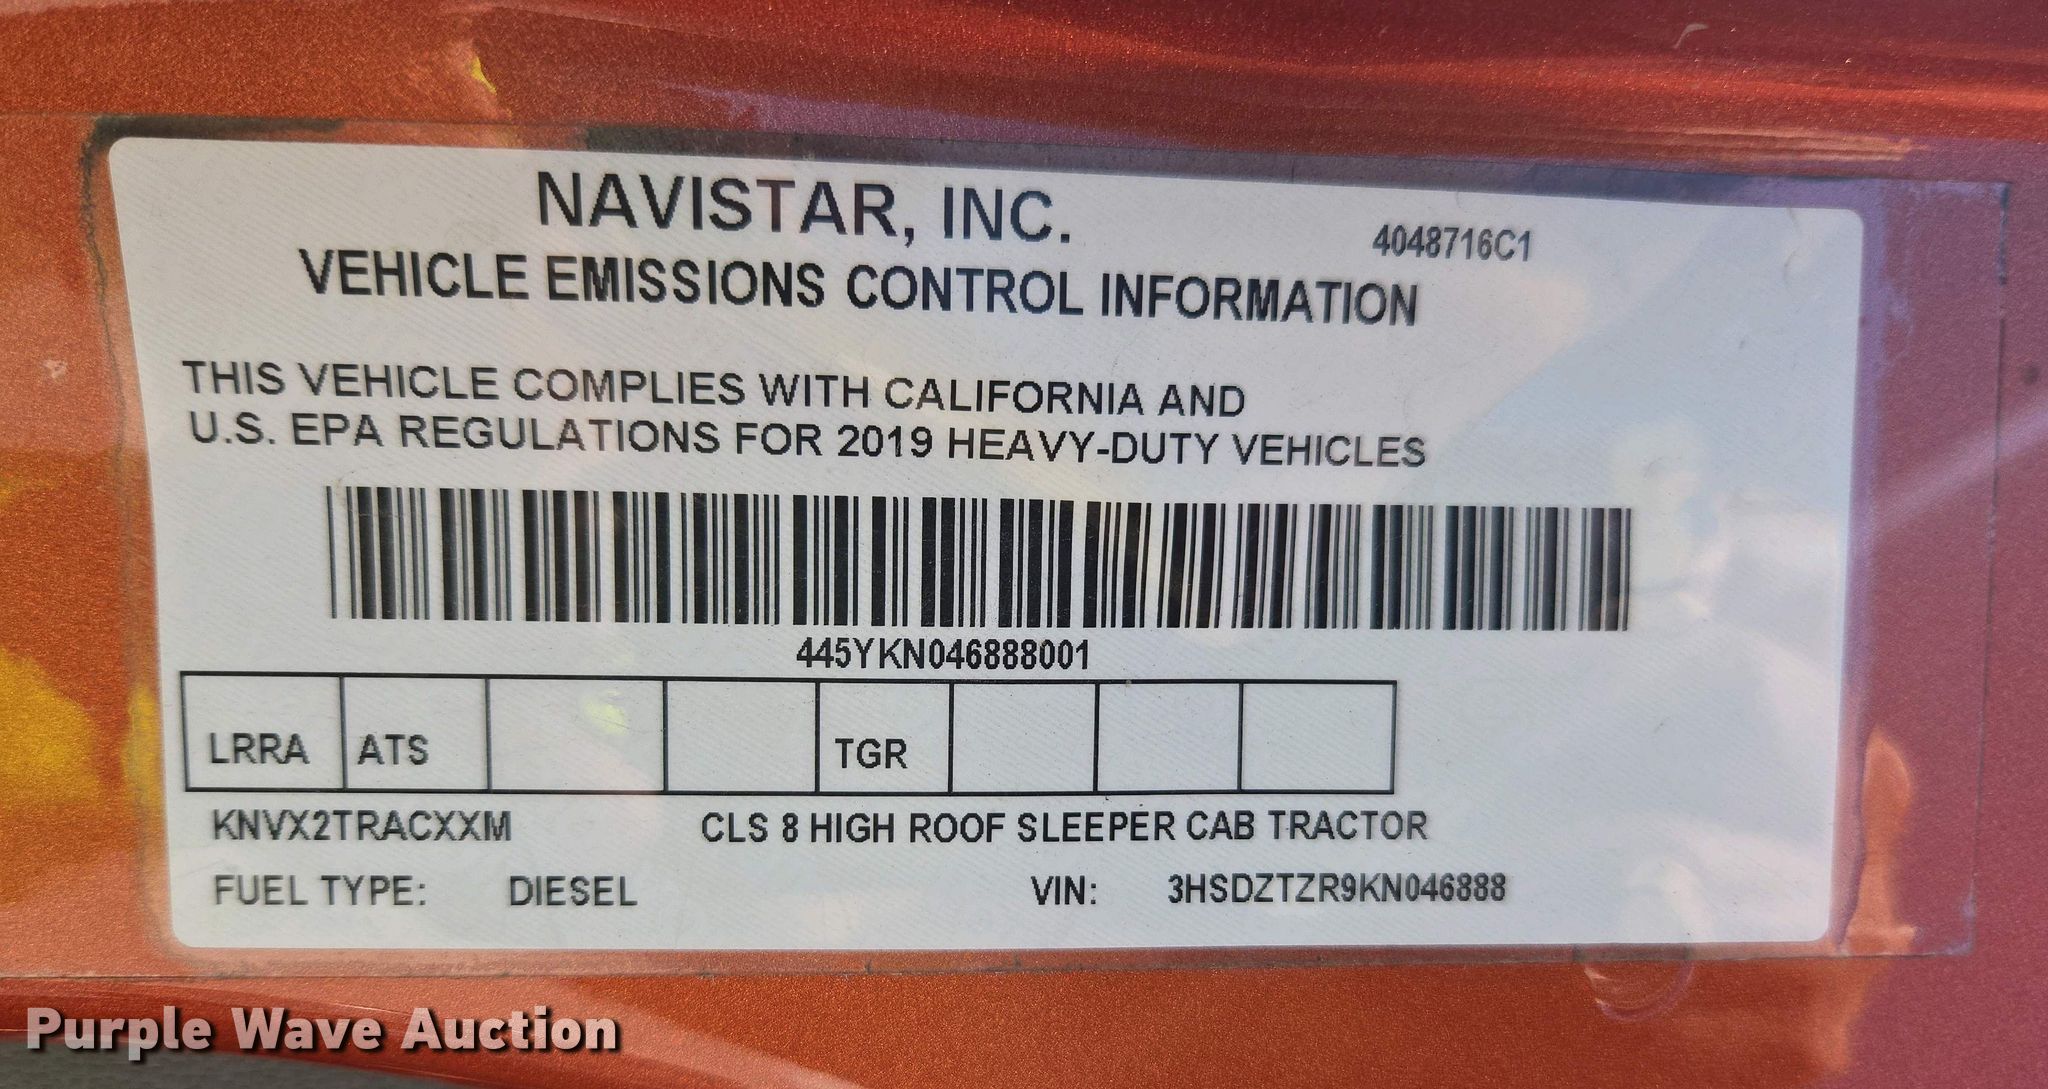 NAVISTAR, INC.
4048716C1
VEHICLE EMISSIONS CONTROL INFORMATION
THIS VEHICLE COMPLIES WITH CALIFORNIA AND
U.S. EPA REGULATIONS FOR 2019 HEAVY-DUTY VEHICLES
445YKN046888001
LRRA ATS TGR
KNVX2TRACXXM CLS 8 HIGH ROOF SLEEPER CAB TRACTOR
FUEL TYPE: DIESEL VIN: 3HSDZTZR9KN046888
Purple Wave Auction